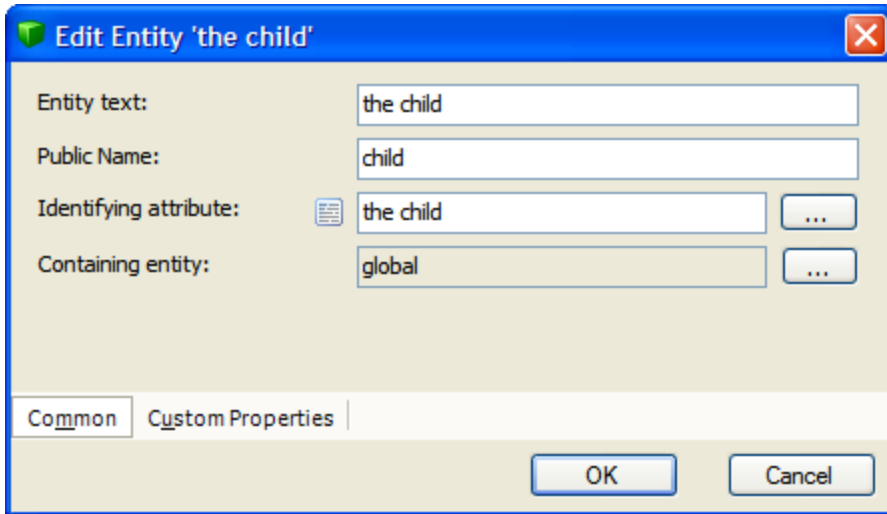 Edit Entity 'the child'
Entity text: the child
Public Name: child
Identifying attribute: the child ...
Containing entity: global ...
Common Custom Properties
OK Cancel